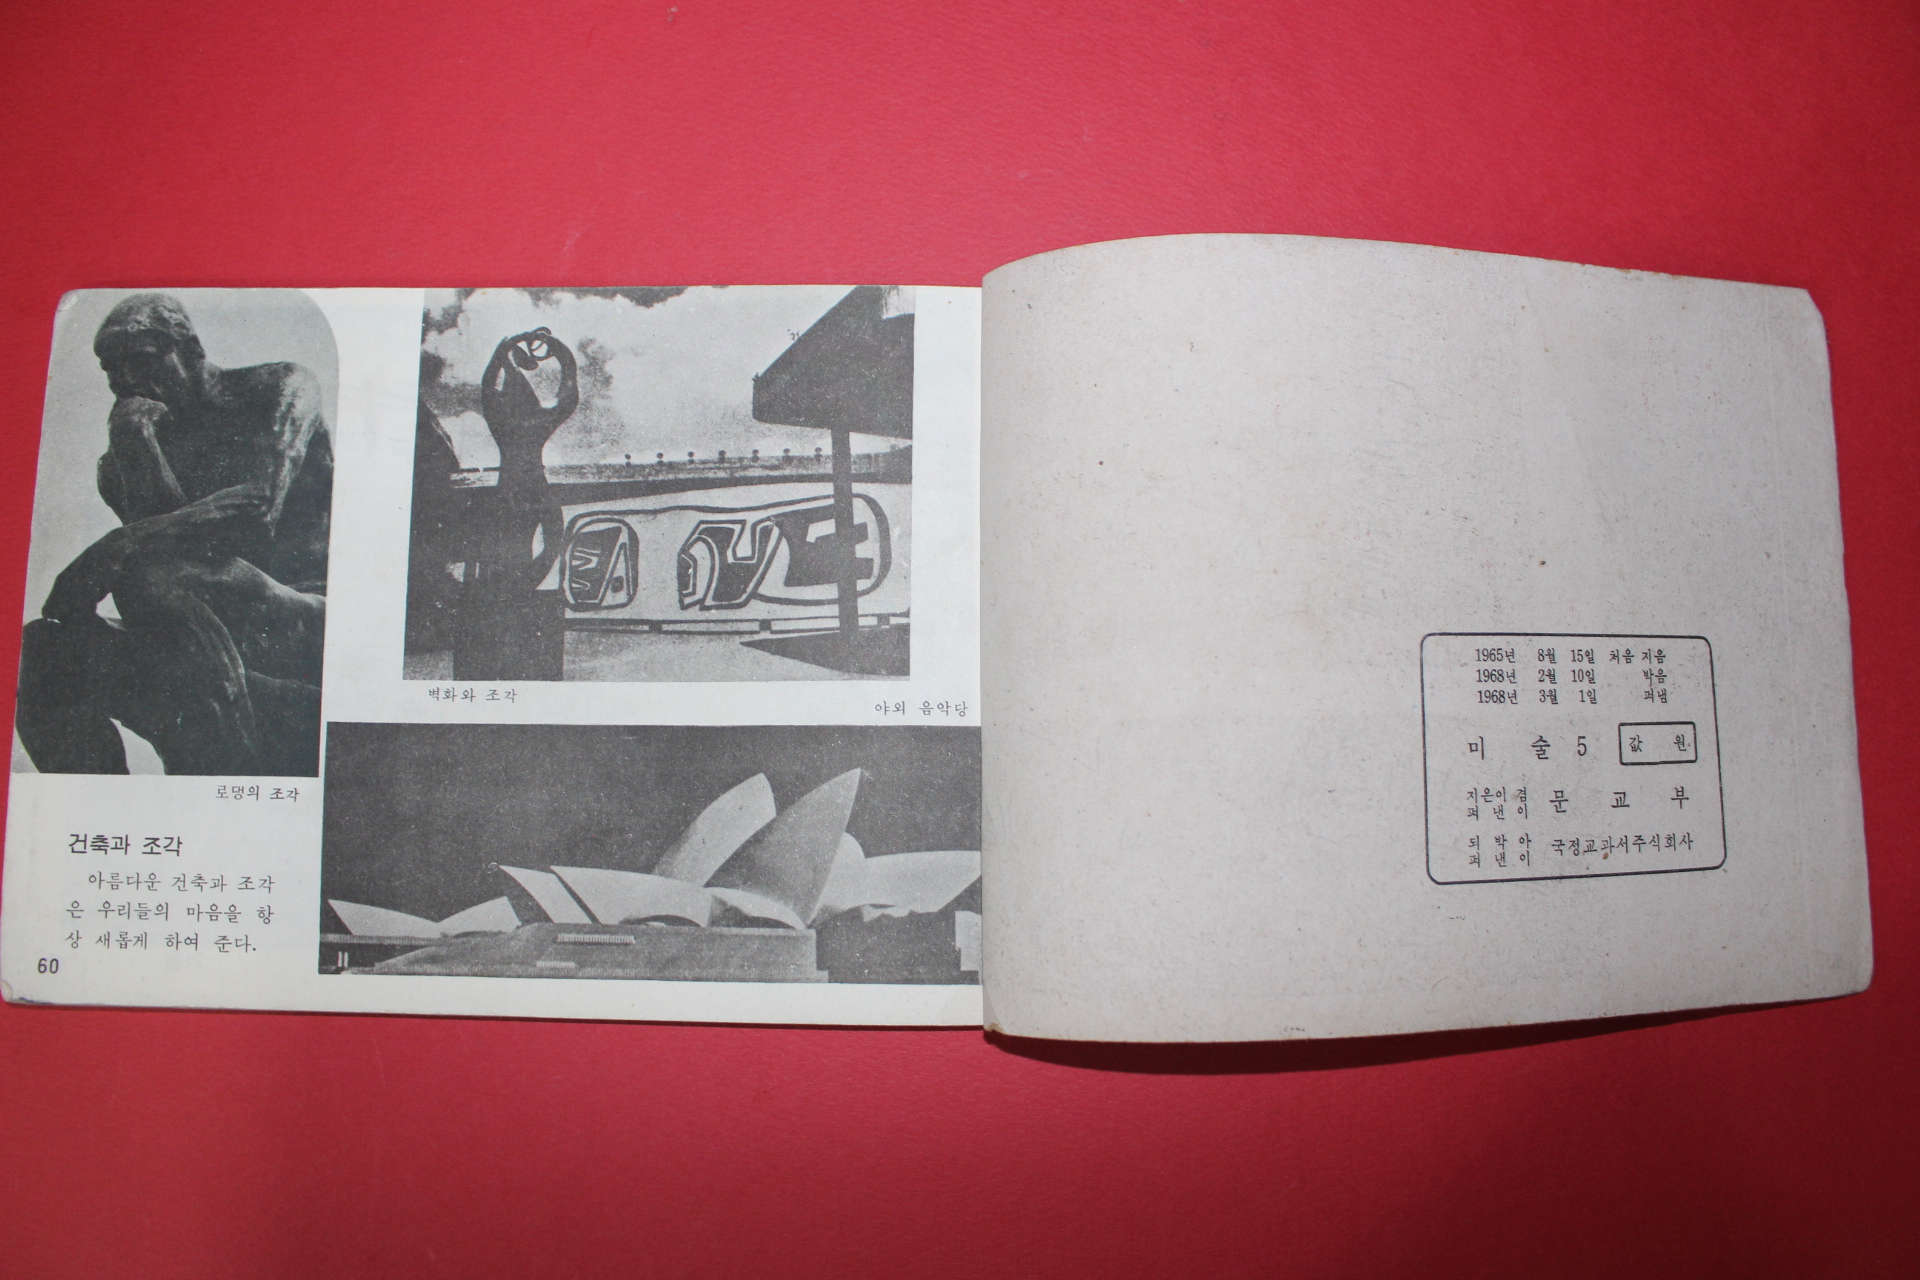 벽화와 조각
야외 음악당
로댕의 조각
건축과 조각
아름다운 건축과 조각
은 우리들의 마음을 항
상 새롭게 하여 준다.
60
1965년 8월 15일 처음 지음
1968년 2월 10일 박음
1968년 3월 1일 펴냄
미 술 5 값 원
지은이 겸
펴 낸 이 문 교 부
되 박 아
펴 낸 이 국정교과서주식회사